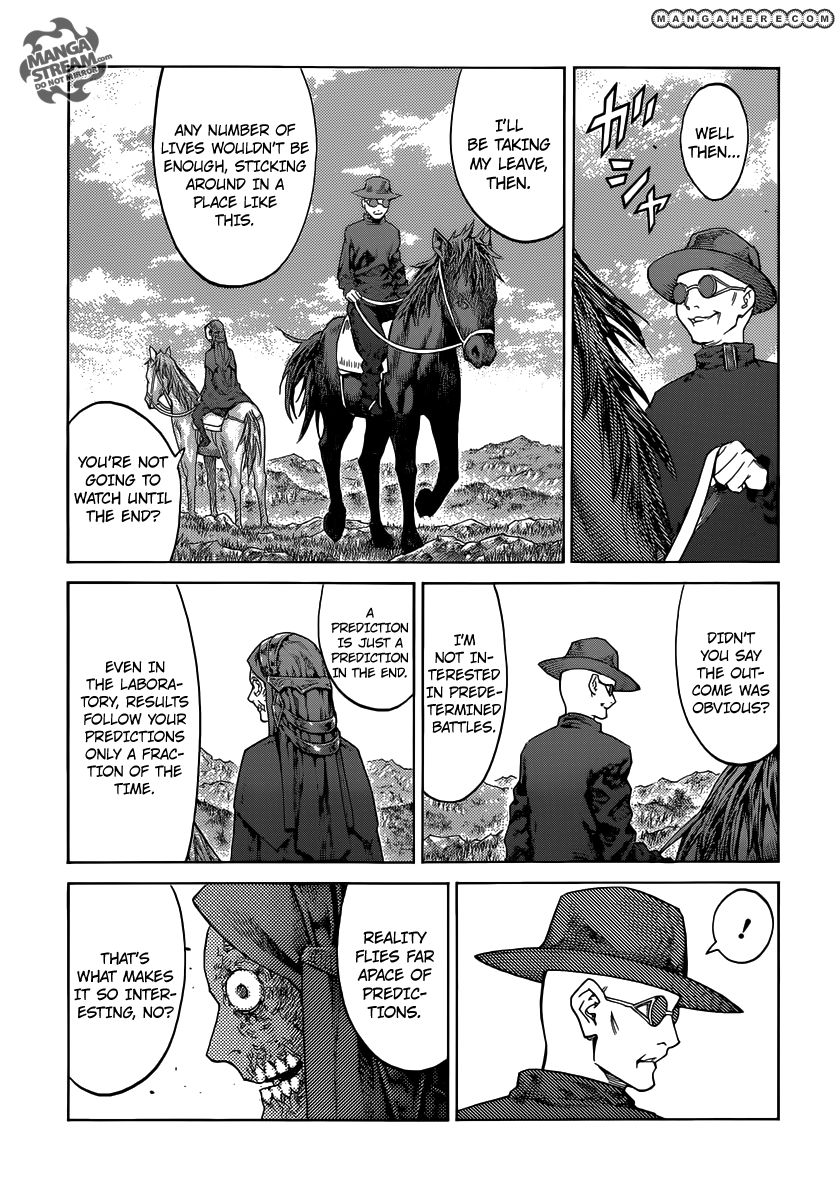 MANGA
STREAM.com
DO NOT MIRROR
WWW.
MANGAHERE.COM
WELL
THEN...
ガシャ
I'LL
BE TAKING
MY LEAVE,
THEN.
ANY NUMBER OF
LIVES WOULDN'T BE
ENOUGH, STICKING
AROUND IN A
PLACE LIKE
THIS.
YOU'RE NOT
GOING TO
WATCH UNTIL
THE END?
DIDN'T
YOU SAY
THE OUT-
COME WAS
OBVIOUS?
I'M
NOT IN-
TERESTED
IN PREDE-
TERMINED
BATTLES.
A
PREDICTION
IS JUST A
PREDICTION
IN THE END.
EVEN IN
THE LABORA-
TORY, RESULTS
FOLLOW YOUR
PREDICTIONS
ONLY A FRAC-
TION OF THE
TIME.
!
REALITY
FLIES FAR
APACE OF
PREDIC-
TIONS.
THAT'S
WHAT MAKES
IT SO INTER-
ESTING, NO?